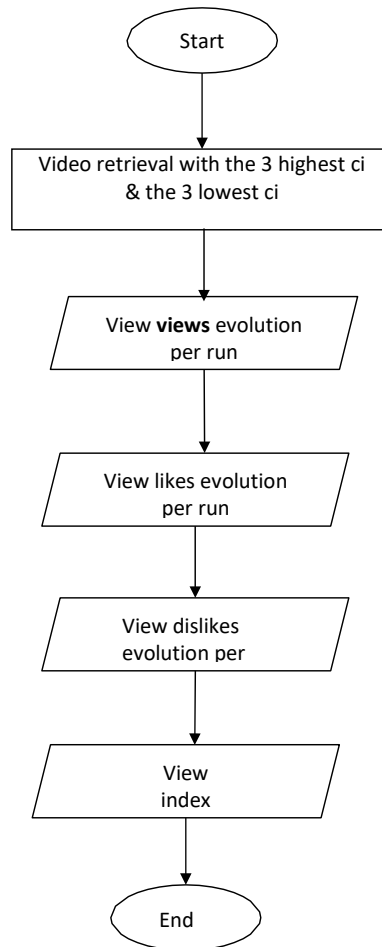 Start
Video retrieval with the 3 highest ci
& the 3 lowest ci
View views evolution
per run
View likes evolution
per run
View dislikes
evolution per
View
index
End